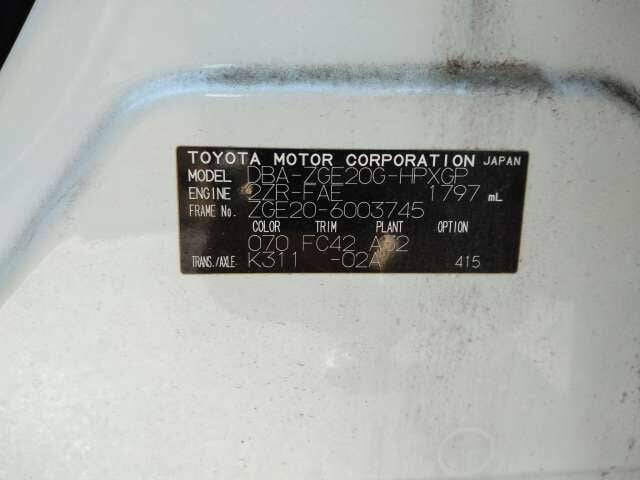 TOYOTA MOTOR CORPORATION JAPAN
MODEL DBA-ZGE20G-HPXGP
ENGINE 2ZR-FAE 1797 mL
FRAME No. ZGE20-6003745
COLOR TRIM PLANT OPTION
070 FC42 A52
TRANS./AXLE K311 -02A 415